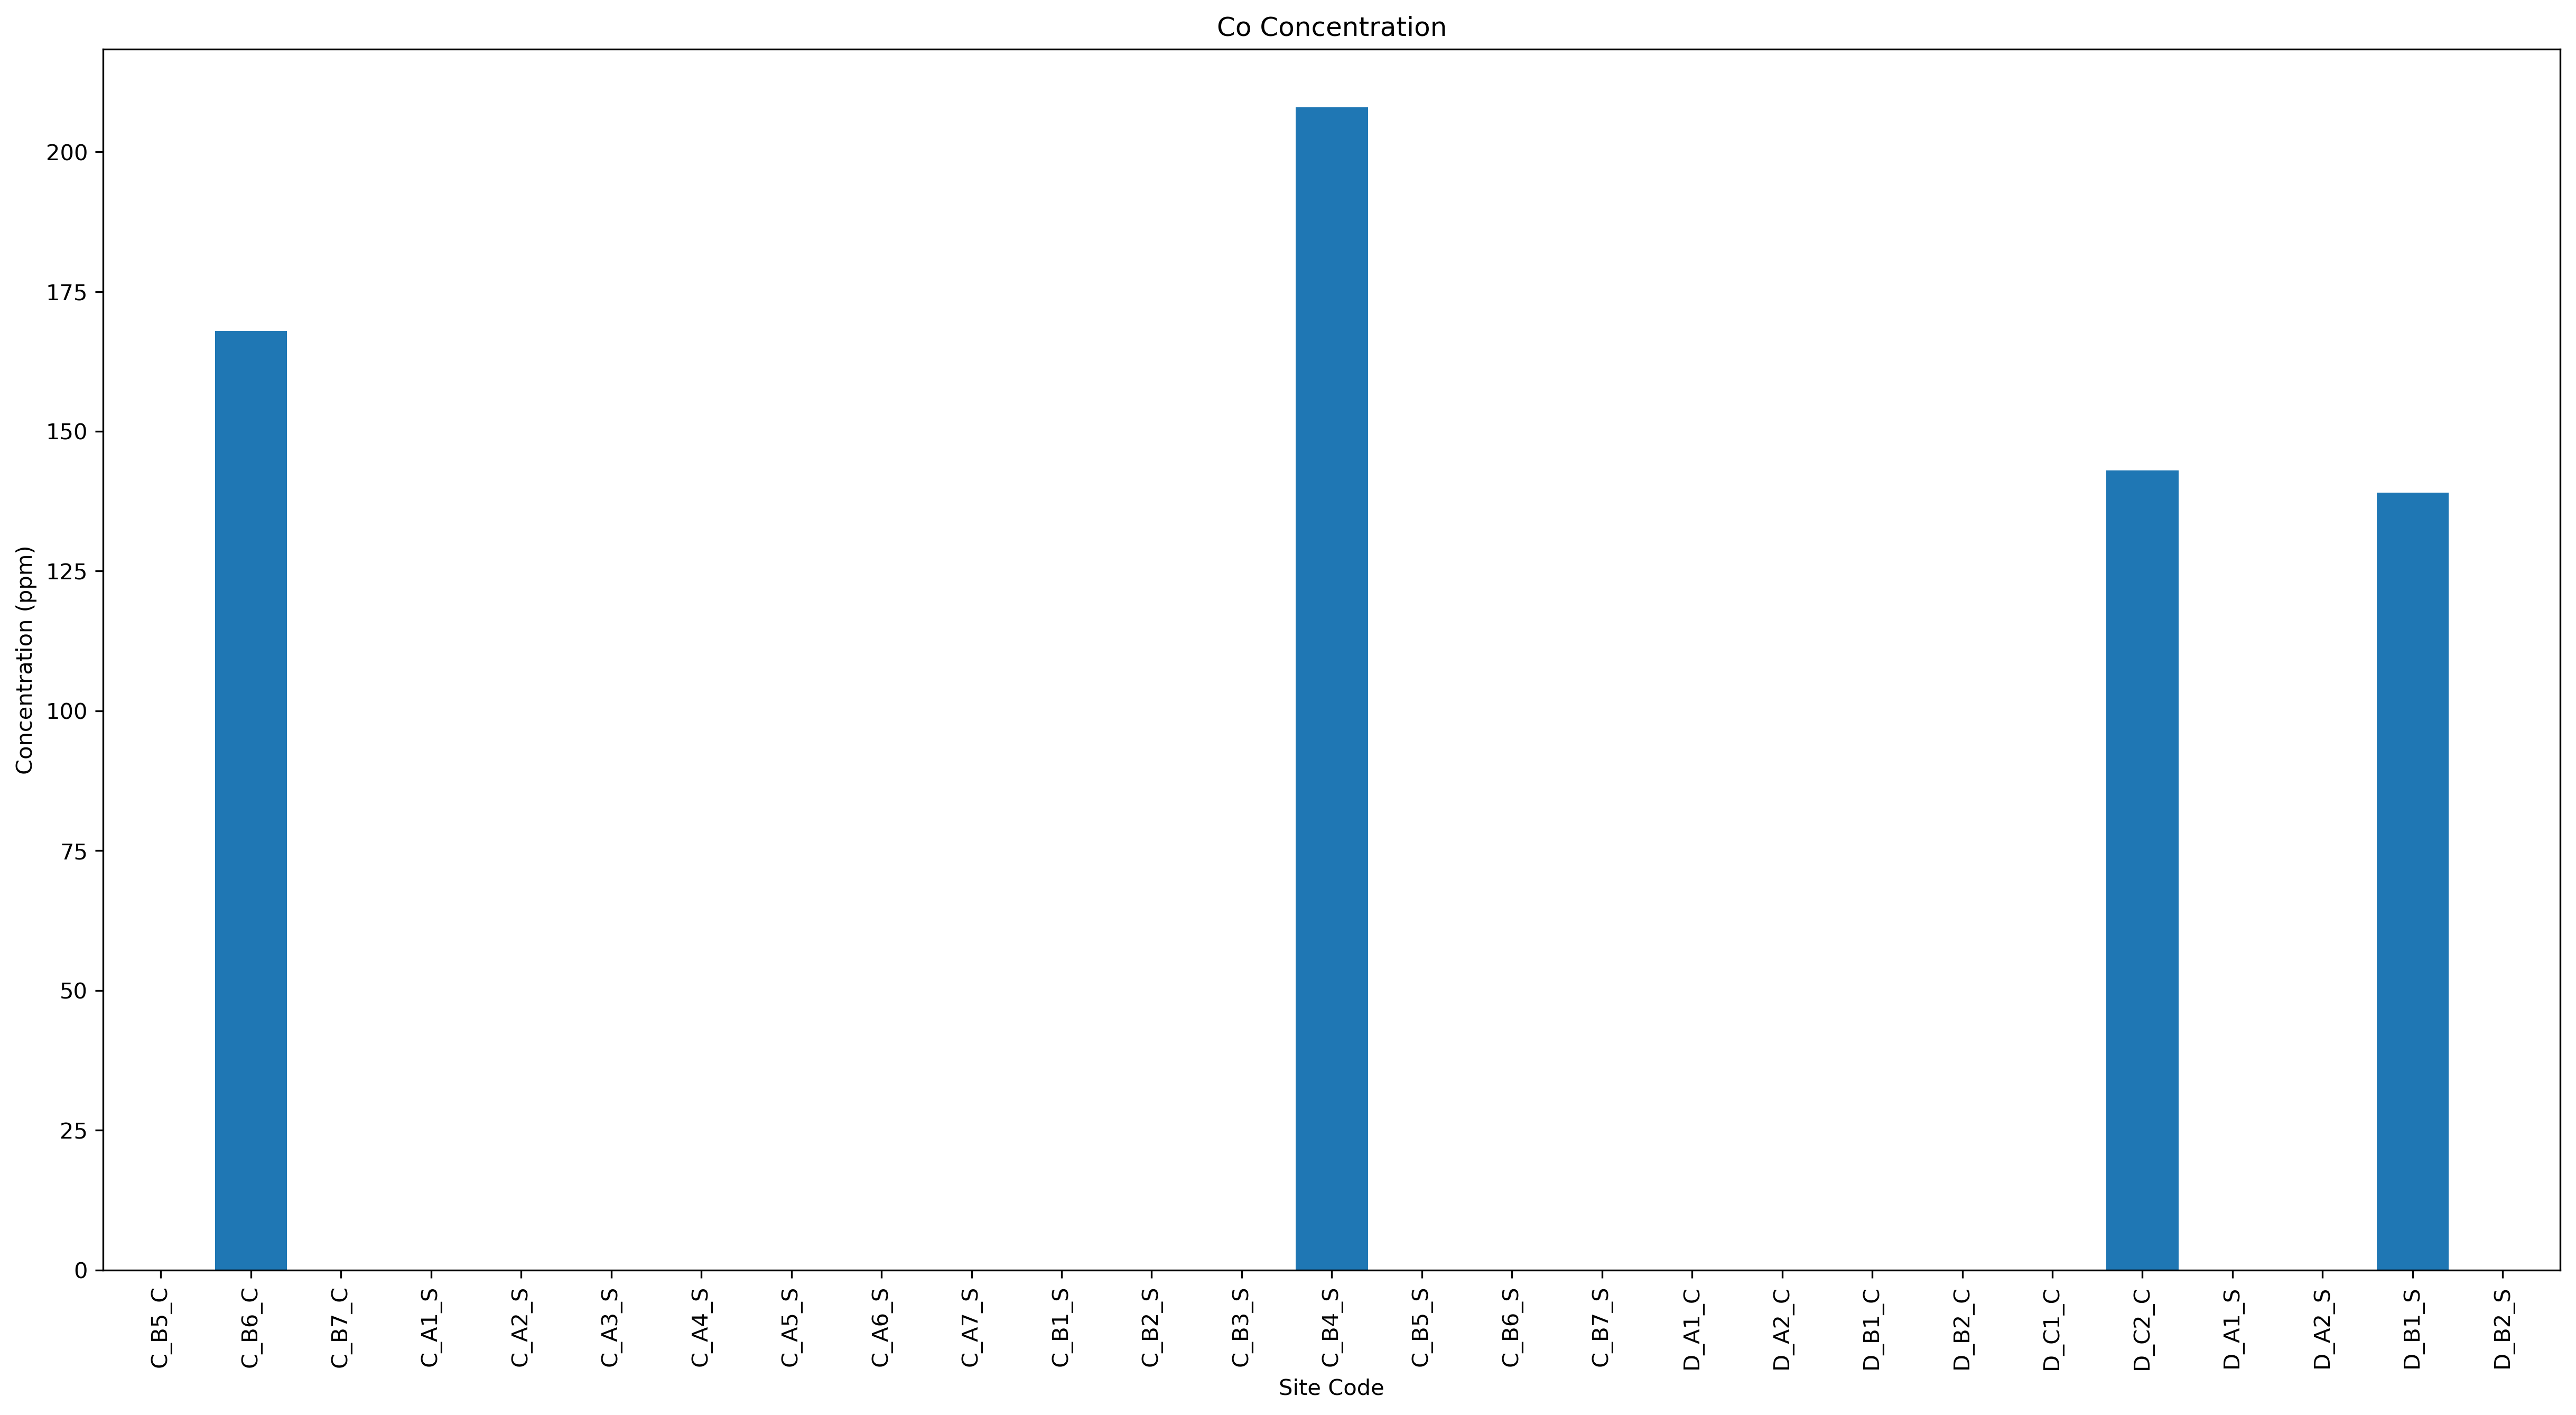 Co Concentration
Concentration (ppm)
200
175
150
125
100
75
50
25
0
C_B5_C
C_B6_C
C_B7_C
C_A1_S
C_A2_S
C_A3_S
C_A4_S
C_A5_S
C_A6_S
C_A7_S
C_B1_S
C_B2_S
C_B3_S
C_B4_S
C_B5_S
C_B6_S
C_B7_S
D_A1_C
D_A2_C
D_B1_C
D_B2_C
D_C1_C
D_C2_C
D_A1_S
D_A2_S
D_B1_S
D_B2_S
Site Code